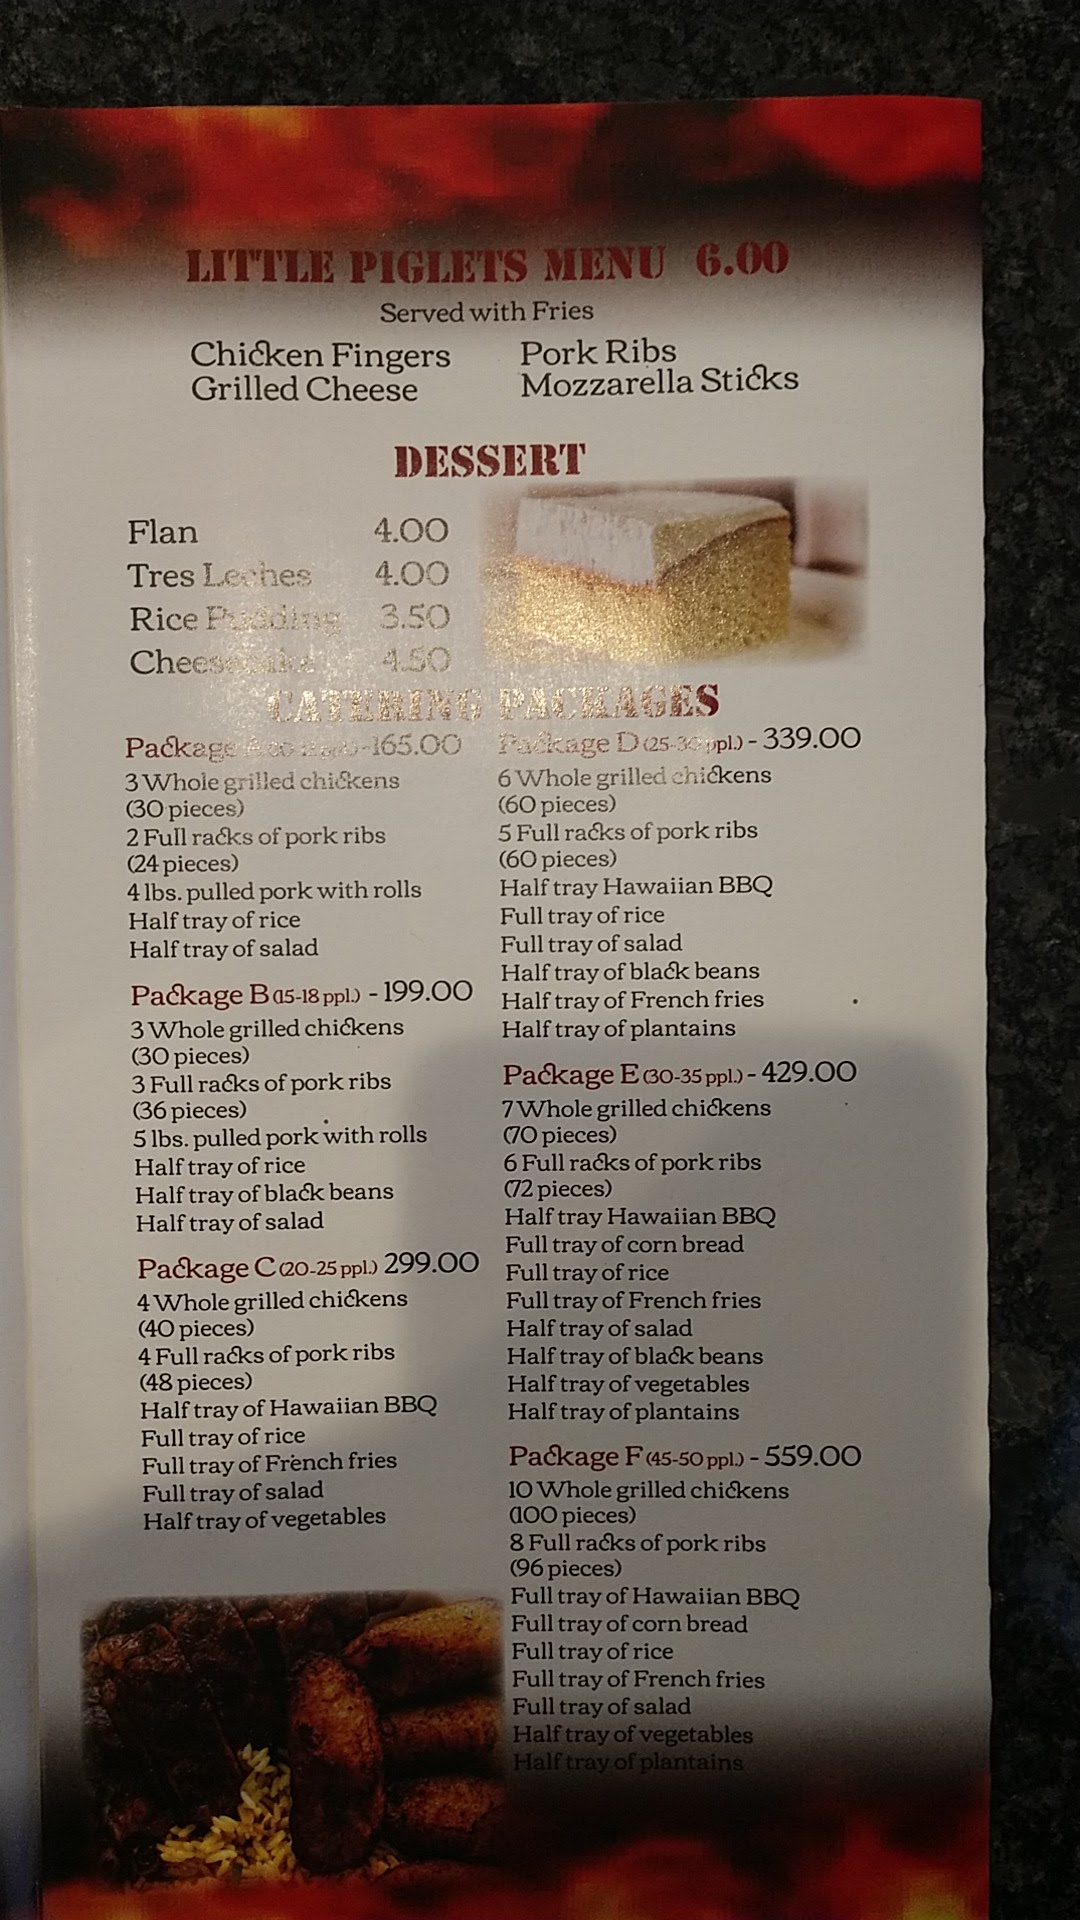 LITTLE PIGLETS MENU 6.00
Served with Fries
Chicken Fingers
Grilled Cheese
Pork Ribs
Mozzarella Sticks
DESSERT
Flan 4.00
Tres Leches 4.00
Rice Pudding 3.50
Cheesecake 4.50
CATERING PACKAGES
Package A -165.00
3 Whole grilled chickens
(30 pieces)
2 Full racks of pork ribs
(24 pieces)
4 lbs. pulled pork with rolls
Half tray of rice
Half tray of salad
Package B (15-18 ppl.) - 199.00
3 Whole grilled chickens
(30 pieces)
3 Full racks of pork ribs
(36 pieces)
5 lbs. pulled pork with rolls
Half tray of rice
Half tray of black beans
Half tray of salad
Package C (20-25 ppl.) 299.00
4 Whole grilled chickens
(40 pieces)
4 Full racks of pork ribs
(48 pieces)
Half tray of Hawaiian BBQ
Full tray of rice
Full tray of French fries
Full tray of salad
Half tray of vegetables
Package D (25-30 ppl.) - 339.00
6 Whole grilled chickens
(60 pieces)
5 Full racks of pork ribs
(60 pieces)
Half tray Hawaiian BBQ
Full tray of rice
Full tray of salad
Half tray of black beans
Half tray of French fries
Half tray of plantains
Package E (30-35 ppl.) - 429.00
7 Whole grilled chickens
(70 pieces)
6 Full racks of pork ribs
(72 pieces)
Half tray Hawaiian BBQ
Full tray of corn bread
Full tray of rice
Full tray of French fries
Half tray of salad
Half tray of black beans
Half tray of vegetables
Half tray of plantains
Package F (45-50 ppl.) - 559.00
10 Whole grilled chickens
(100 pieces)
8 Full racks of pork ribs
(96 pieces)
Full tray of Hawaiian BBQ
Full tray of corn bread
Full tray of rice
Full tray of French fries
Full tray of salad
Half tray of vegetables
Half tray of plantains